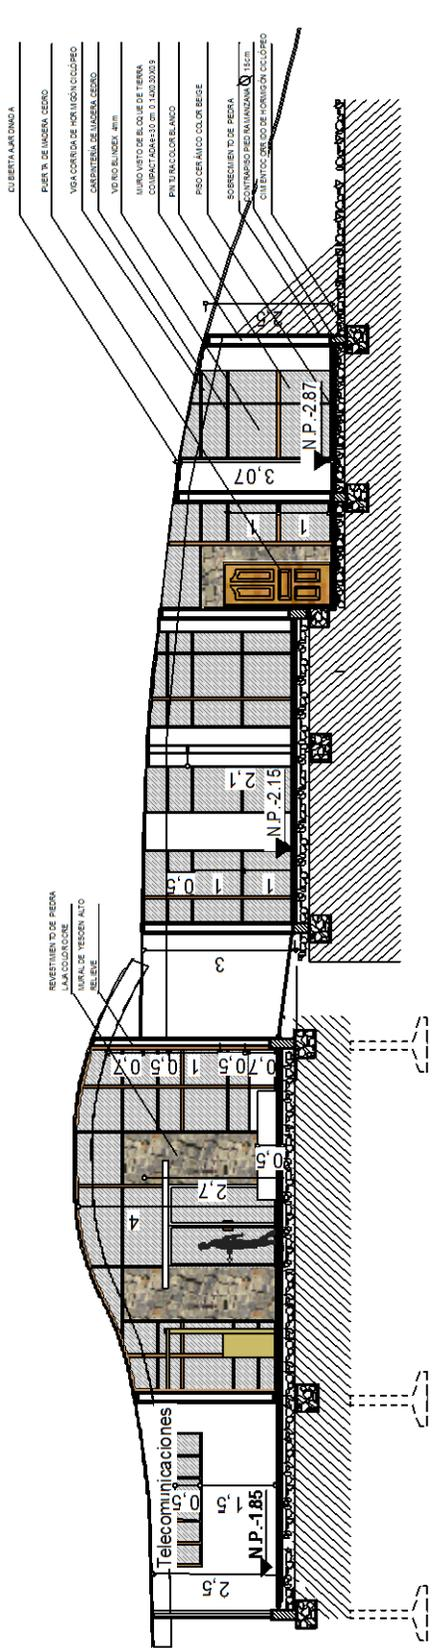 CUBIERTA AJARDINADA
PUERTA DE MADERA CEDRO
VIGA CORRIDA DE HORMIGÓN CICLÓPEO
CARPINTERÍA DE MADERA CEDRO
VIDRIO BLINDEX 4mm
MURO VISTO DE BLOQUE DE TIERRA
COMPACTADA e=30 cm 0.14X0.30X0.9
PINTURA COLOR BLANCO
PISO CERÁMICO COLOR BEIGE
SOBRECIMIENTO DE PIEDRA
CONTRAPISO PIEDRA MANZANA Ø 15cm
CIMIENTO CORRIDO DE HORMIGÓN CICLÓPEO
2,5
N.P.-2.87
3,07
1
1
2,1
N.P.-2.15
0,5
1
1
3
REVESTIMIENTO DE PIEDRA
LAJA COLOR OCRE
MURAL DE YESO EN ALTO
RELIEVE
0,7
0,5
1
0,5
0,7
0,5
2,7
4
Telecomunicaciones
0,5
1,5
N.P.-1.85
2,5